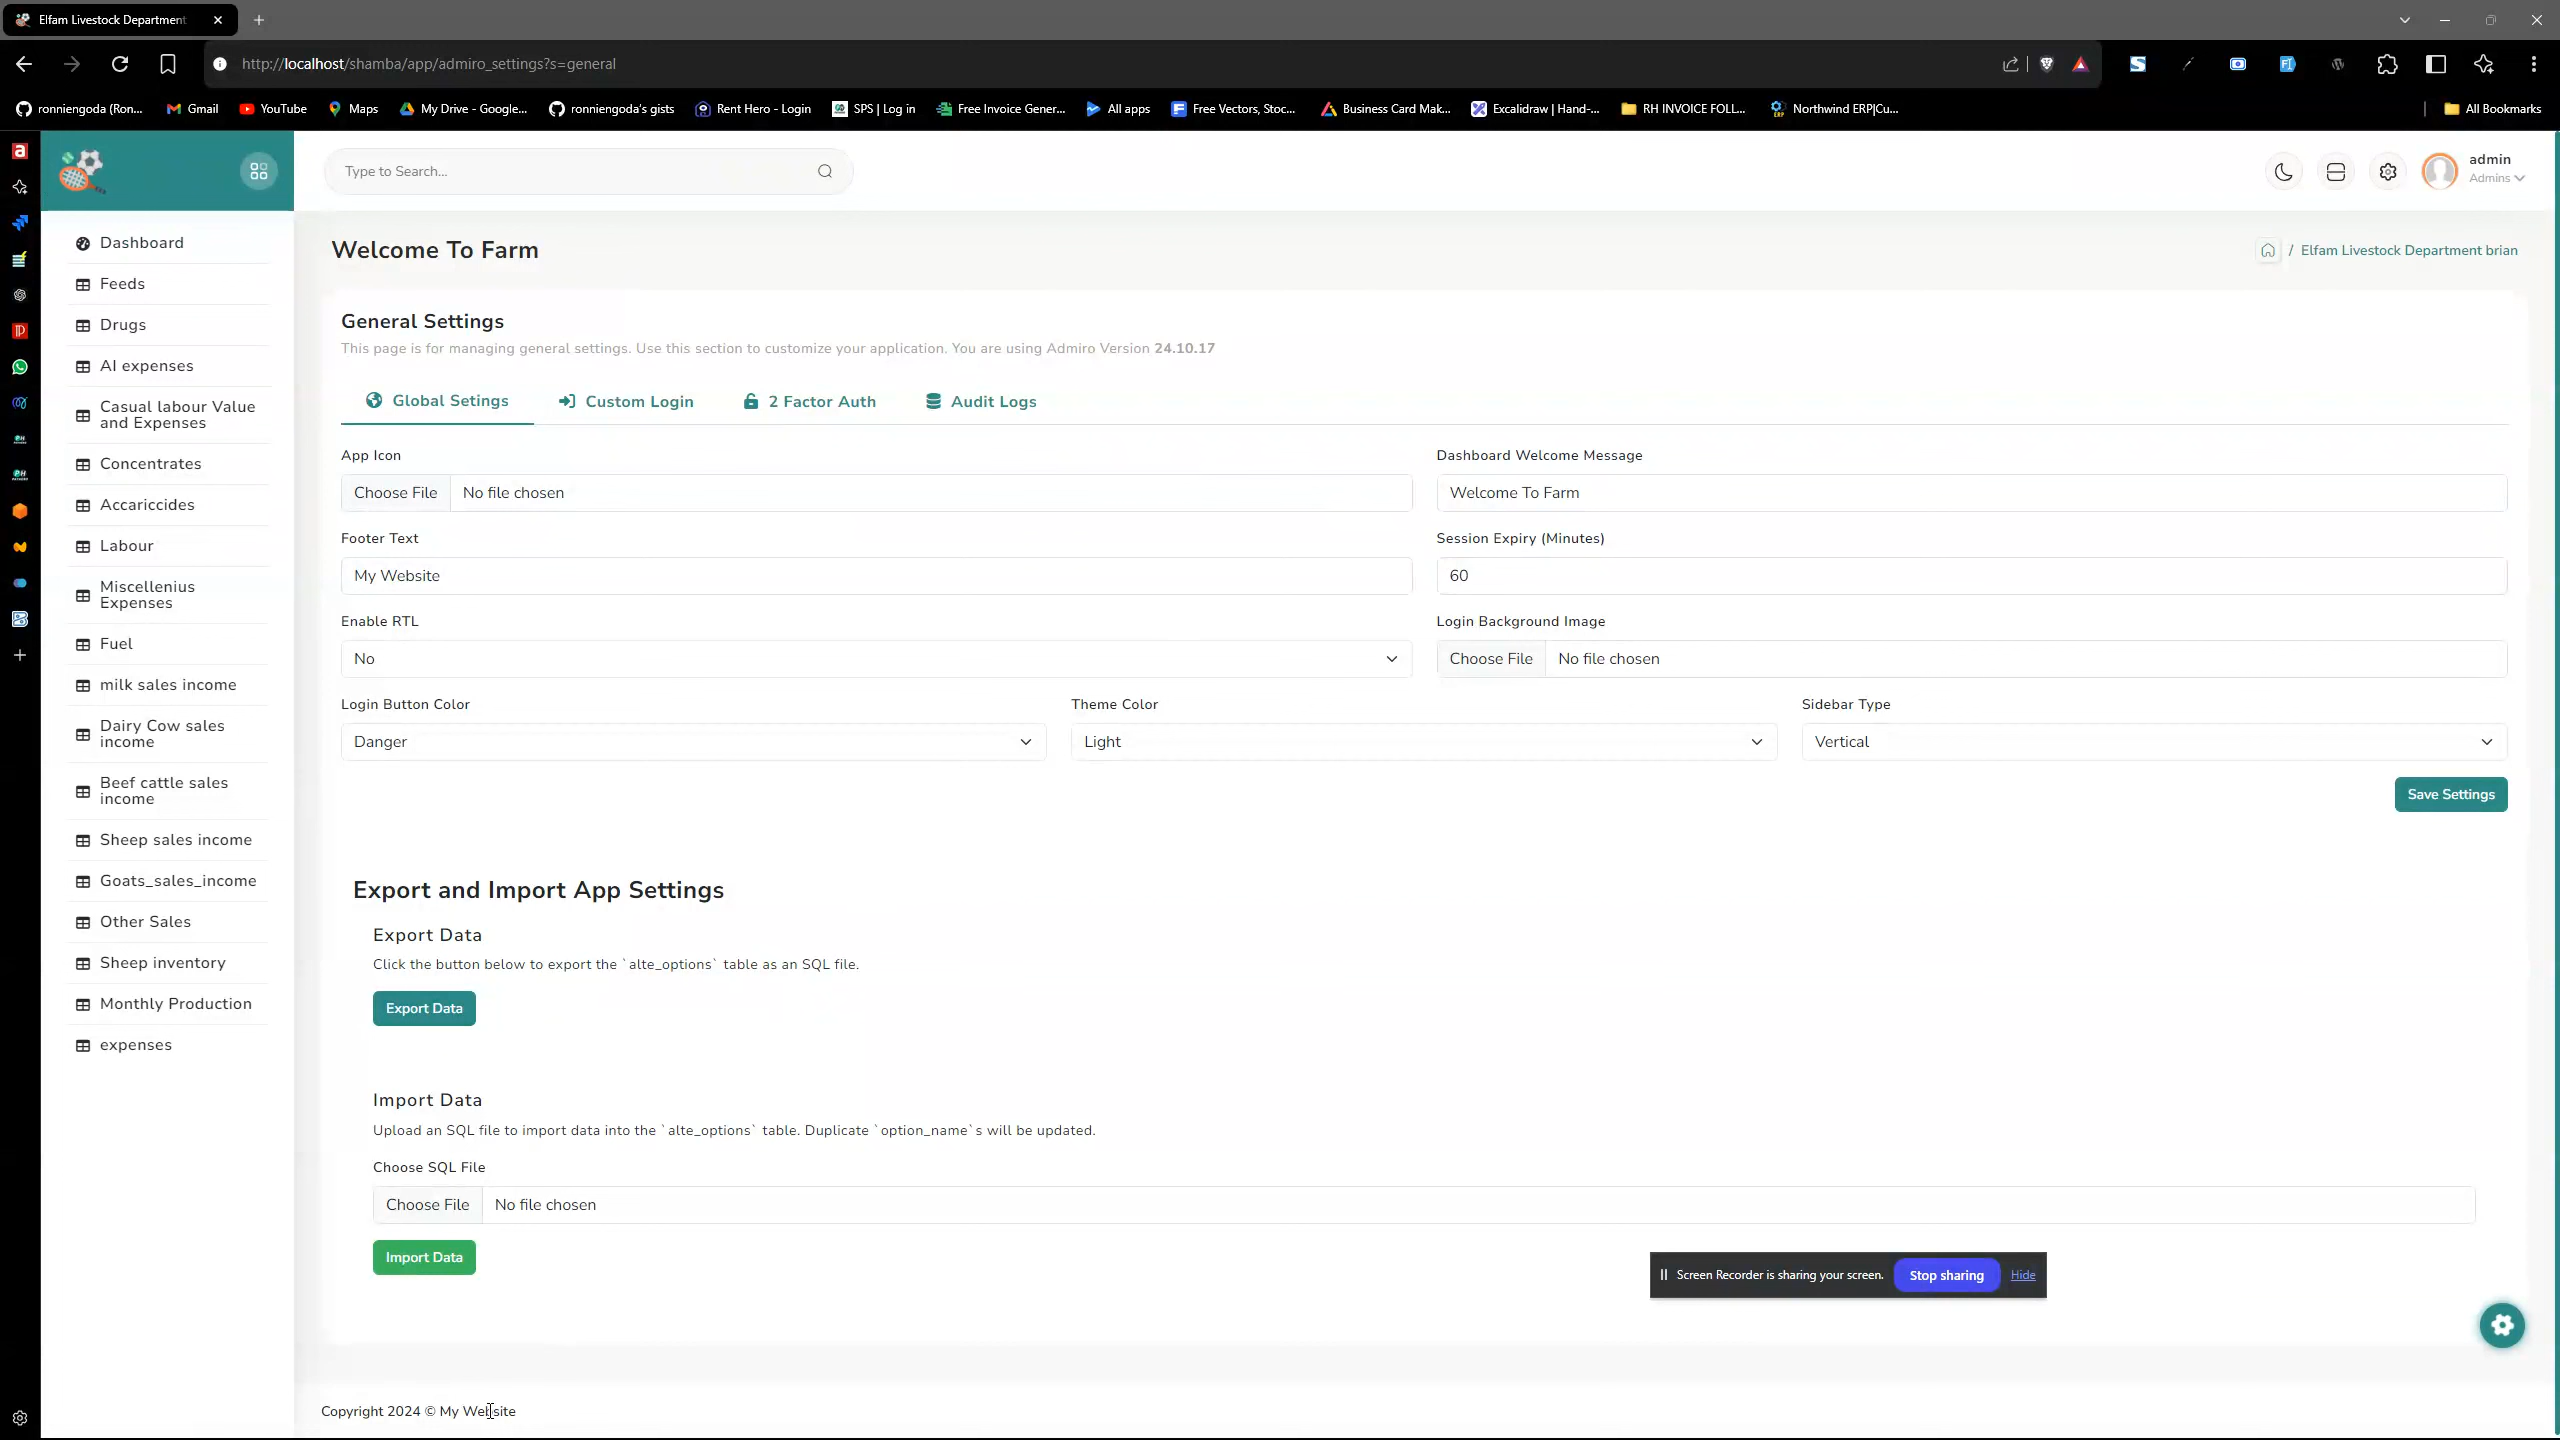 Elfam Livestock Department
http://localhost/shamba/app/admiro_settings?s=general
ronniengoda (Ron...
Gmail
YouTube
Maps
My Drive - Google...
ronniengoda's gists
Rent Hero - Login
SPS | Log in
Free Invoice Gener...
All apps
Free Vectors, Stoc...
Business Card Mak...
Excalidraw | Hand-...
RH INVOICE FOLL...
Northwind ERP|Cu...
All Bookmarks
Type to Search...
admin
Admins
Dashboard
Feeds
Drugs
AI expenses
Casual labour Value
and Expenses
Concentrates
Accariccides
Labour
Miscellenius
Expenses
Fuel
milk sales income
Dairy Cow sales
income
Beef cattle sales
income
Sheep sales income
Goats_sales_income
Other Sales
Sheep inventory
Monthly Production
expenses
Welcome To Farm
/ Elfam Livestock Department brian
General Settings
This page is for managing general settings. Use this section to customize your application. You are using Admiro Version 24.10.17
Global Setings
Custom Login
2 Factor Auth
Audit Logs
App Icon
Choose File No file chosen
Dashboard Welcome Message
Welcome To Farm
Footer Text
My Website
Session Expiry (Minutes)
60
Enable RTL
No
Login Background Image
Choose File No file chosen
Login Button Color
Danger
Theme Color
Light
Sidebar Type
Vertical
Save Settings
Export and Import App Settings
Export Data
Click the button below to export the `alte_options` table as an SQL file.
Export Data
Import Data
Upload an SQL file to import data into the `alte_options` table. Duplicate `option_name`s will be updated.
Choose SQL File
Choose File No file chosen
Import Data
Screen Recorder is sharing your screen.
Stop sharing
Hide
Copyright 2024 © My Website